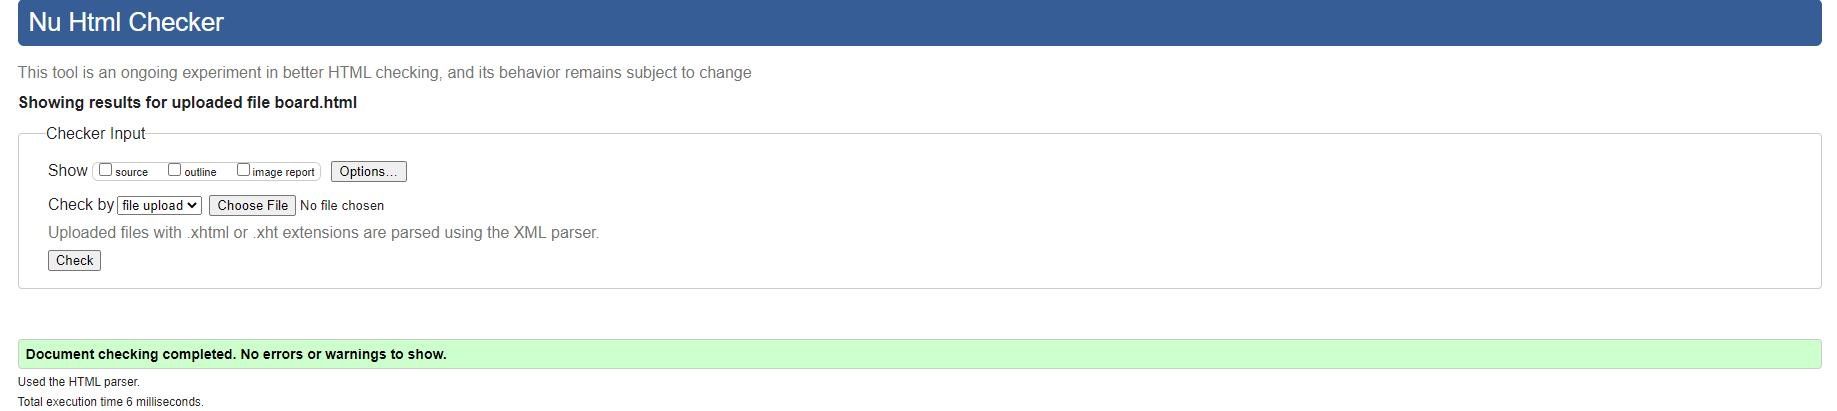 Nu Html Checker
This tool is an ongoing experiment in better HTML checking, and its behavior remains subject to change
Showing results for uploaded file board.html
Checker Input
Show source outline image report Options...
Check by file upload Choose File No file chosen
Uploaded files with .xhtml or .xht extensions are parsed using the XML parser.
Check
Document checking completed. No errors or warnings to show.
Used the HTML parser.
Total execution time 6 milliseconds.